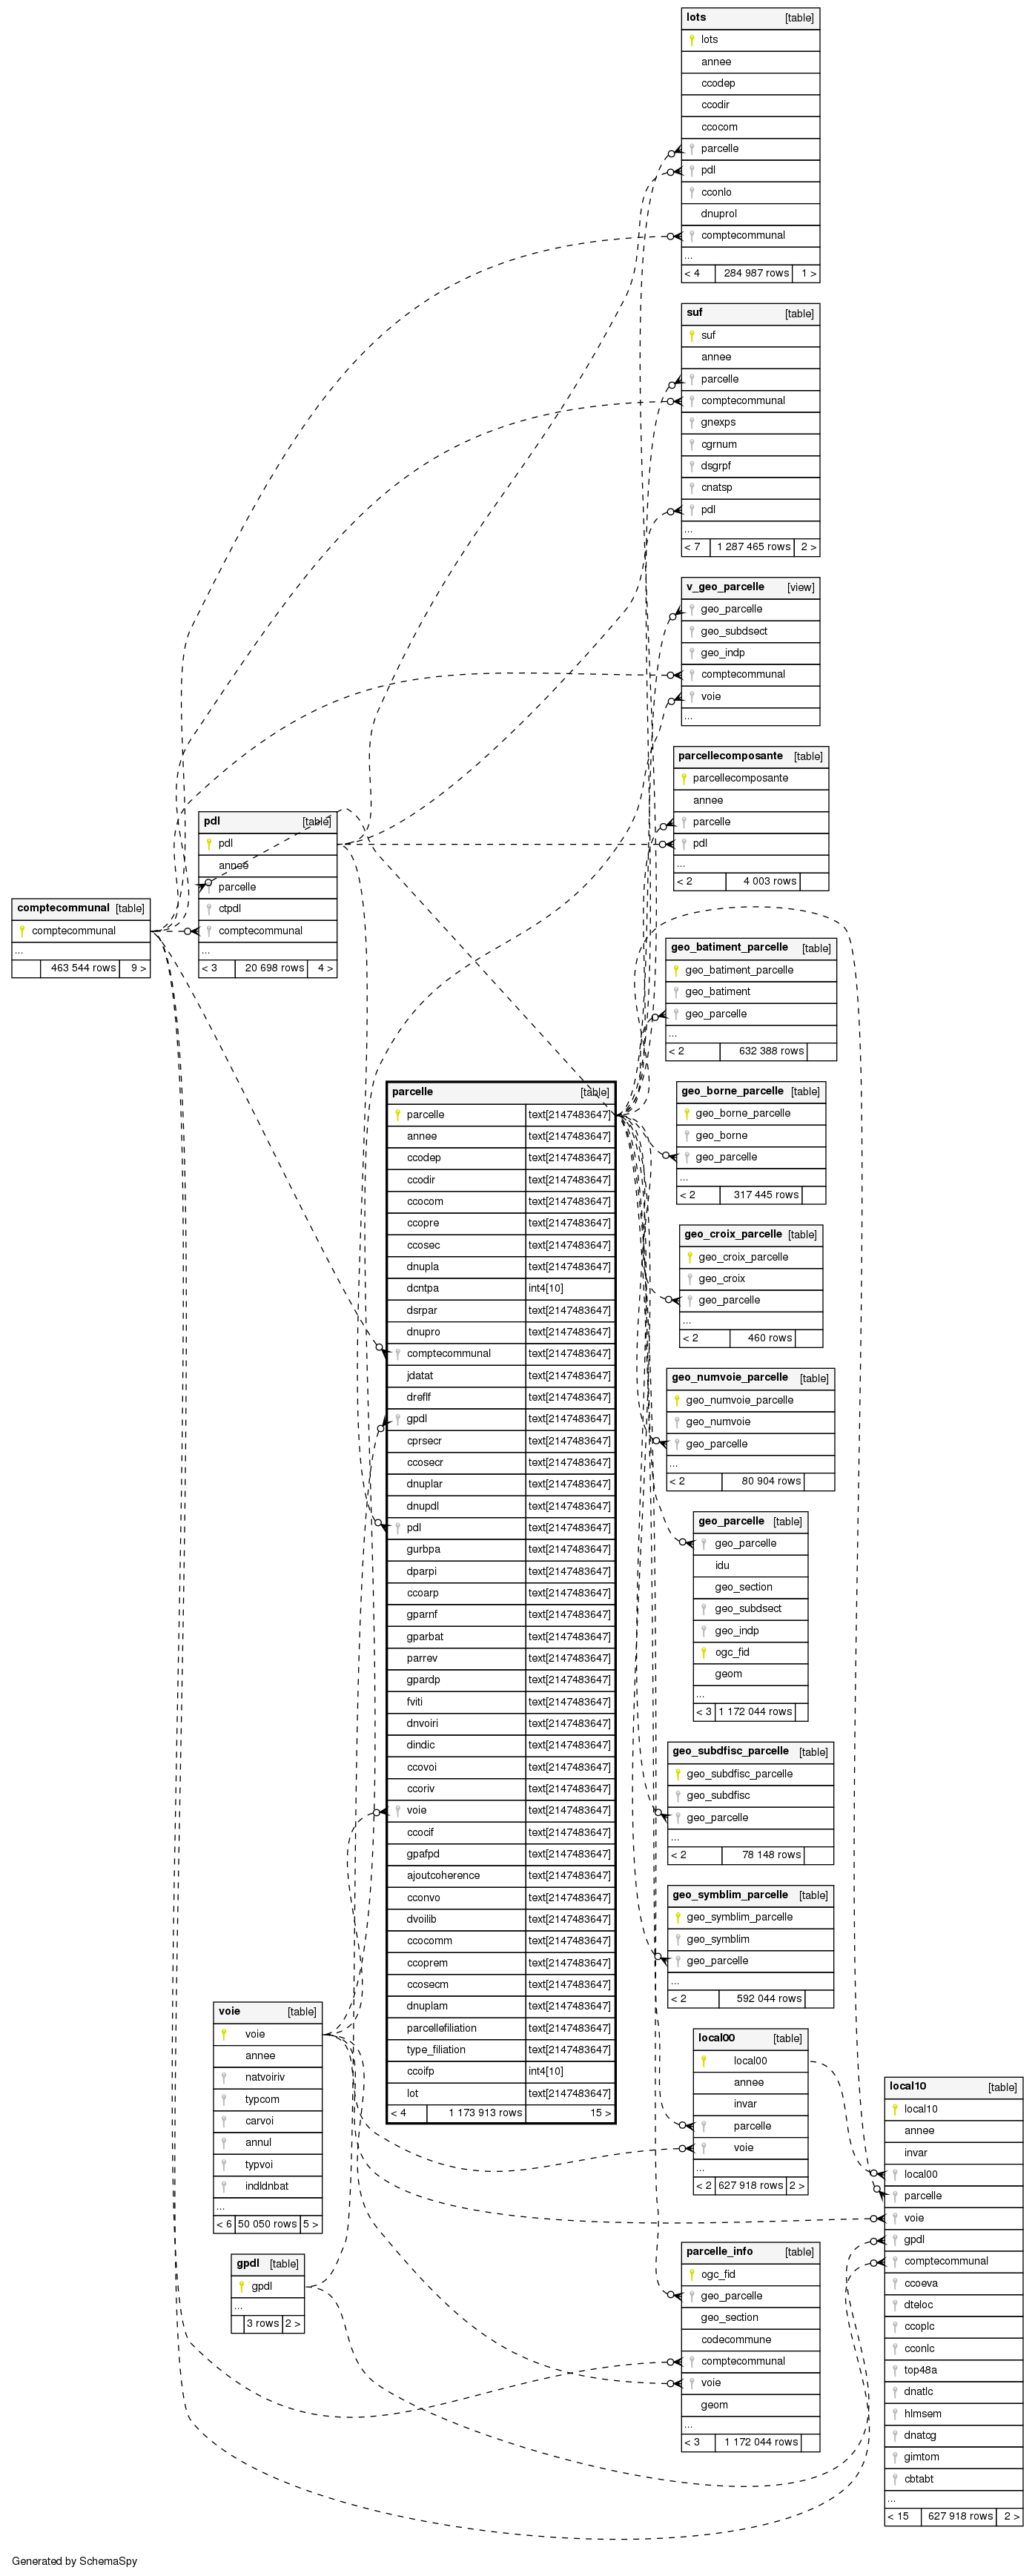 lots [table]
lots
annee
ccodep
ccodir
ccocom
parcelle
pdl
cconlo
dnuprol
comptecommunal
...
< 4 284 987 rows 1 >
suf [table]
suf
annee
parcelle
comptecommunal
gnexps
cgrnum
dsgrpf
cnatsp
pdl
...
< 7 1 287 465 rows 2 >
v_geo_parcelle [view]
geo_parcelle
geo_subdsect
geo_indp
comptecommunal
voie
...
parcellecomposante [table]
parcellecomposante
annee
parcelle
pdl
...
< 2 4 003 rows
pdl [table]
pdl
annee
parcelle
ctpdl
comptecommunal
...
< 3 20 698 rows 4 >
comptecommunal [table]
comptecommunal
...
463 544 rows 9 >
geo_batiment_parcelle [table]
geo_batiment_parcelle
geo_batiment
geo_parcelle
...
< 2 632 388 rows
parcelle [table]
parcelle text[2147483647]
annee text[2147483647]
ccodep text[2147483647]
ccodir text[2147483647]
ccocom text[2147483647]
ccopre text[2147483647]
ccosec text[2147483647]
dnupla text[2147483647]
dcntpa int4[10]
dsrpar text[2147483647]
dnupro text[2147483647]
comptecommunal text[2147483647]
jdatat text[2147483647]
dreflf text[2147483647]
gpdl text[2147483647]
cprsecr text[2147483647]
ccosecr text[2147483647]
dnuplar text[2147483647]
dnupdl text[2147483647]
pdl text[2147483647]
gurbpa text[2147483647]
dparpi text[2147483647]
ccoarp text[2147483647]
gparnf text[2147483647]
gparbat text[2147483647]
parrev text[2147483647]
gpardp text[2147483647]
fviti text[2147483647]
dnvoiri text[2147483647]
dindic text[2147483647]
ccovoi text[2147483647]
ccoriv text[2147483647]
voie text[2147483647]
ccocif text[2147483647]
gpafpd text[2147483647]
ajoutcoherence text[2147483647]
cconvo text[2147483647]
dvoilib text[2147483647]
ccocomm text[2147483647]
ccoprem text[2147483647]
ccosecm text[2147483647]
dnuplam text[2147483647]
parcellefiliation text[2147483647]
type_filiation text[2147483647]
ccoifp int4[10]
lot text[2147483647]
< 4 1 173 913 rows 15 >
geo_borne_parcelle [table]
geo_borne_parcelle
geo_borne
geo_parcelle
...
< 2 317 445 rows
geo_croix_parcelle [table]
geo_croix_parcelle
geo_croix
geo_parcelle
...
< 2 460 rows
geo_numvoie_parcelle [table]
geo_numvoie_parcelle
geo_numvoie
geo_parcelle
...
< 2 80 904 rows
geo_parcelle [table]
geo_parcelle
idu
geo_section
geo_subdsect
geo_indp
ogc_fid
geom
...
< 3 1 172 044 rows
geo_subdfisc_parcelle [table]
geo_subdfisc_parcelle
geo_subdfisc
geo_parcelle
...
< 2 78 148 rows
geo_symblim_parcelle [table]
geo_symblim_parcelle
geo_symblim
geo_parcelle
...
< 2 592 044 rows
voie [table]
voie
annee
natvoiriv
typcom
carvoi
annul
typvoi
indldnbat
...
< 6 50 050 rows 5 >
local00 [table]
local00
annee
invar
parcelle
voie
...
< 2 627 918 rows 2 >
local10 [table]
local10
annee
invar
local00
parcelle
voie
gpdl
comptecommunal
ccoeva
dteloc
ccoplc
cconlc
top48a
dnatlc
hlmsem
dnatcg
gimtom
cbtabt
...
< 15 627 918 rows 2 >
gpdl [table]
gpdl
...
3 rows 2 >
parcelle_info [table]
ogc_fid
geo_parcelle
geo_section
codecommune
comptecommunal
voie
geom
...
< 3 1 172 044 rows
Generated by SchemaSpy